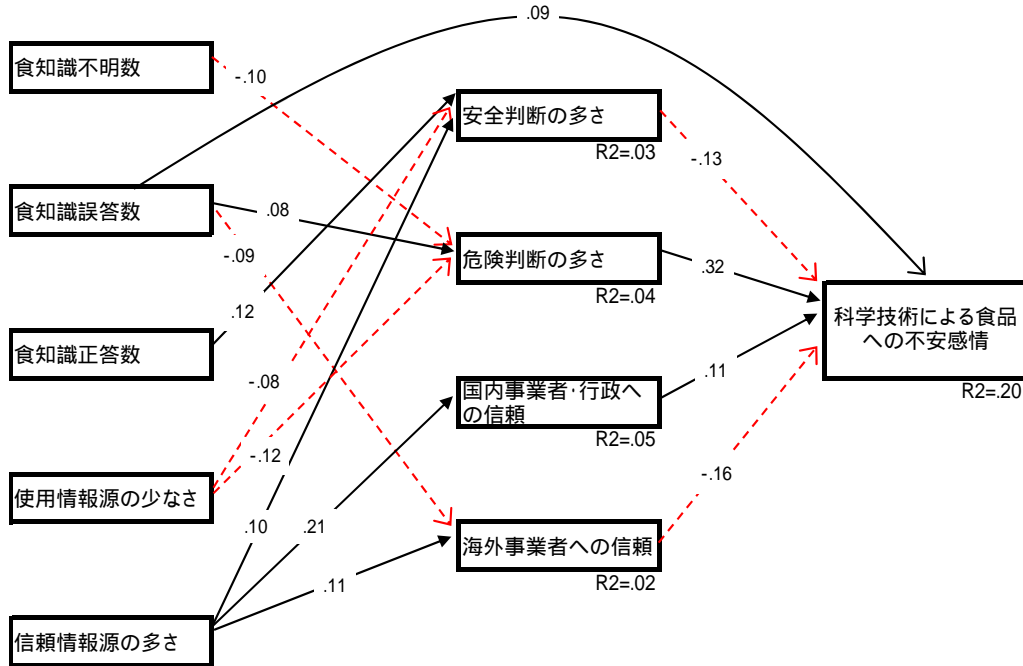 .09
食知識不明数
-.10
安全判断の多さ
R2=.03
-.13
食知識誤答数
.08
-.09
危険判断の多さ
R2=.04
.32
科学技術による食品
への不安感情
R2=.20
.12
食知識正答数
-.08
国内事業者･行政へ
の信頼
R2=.05
.11
-.12
使用情報源の少なさ
-.16
.10
.21
海外事業者への信頼
R2=.02
.11
信頼情報源の多さ